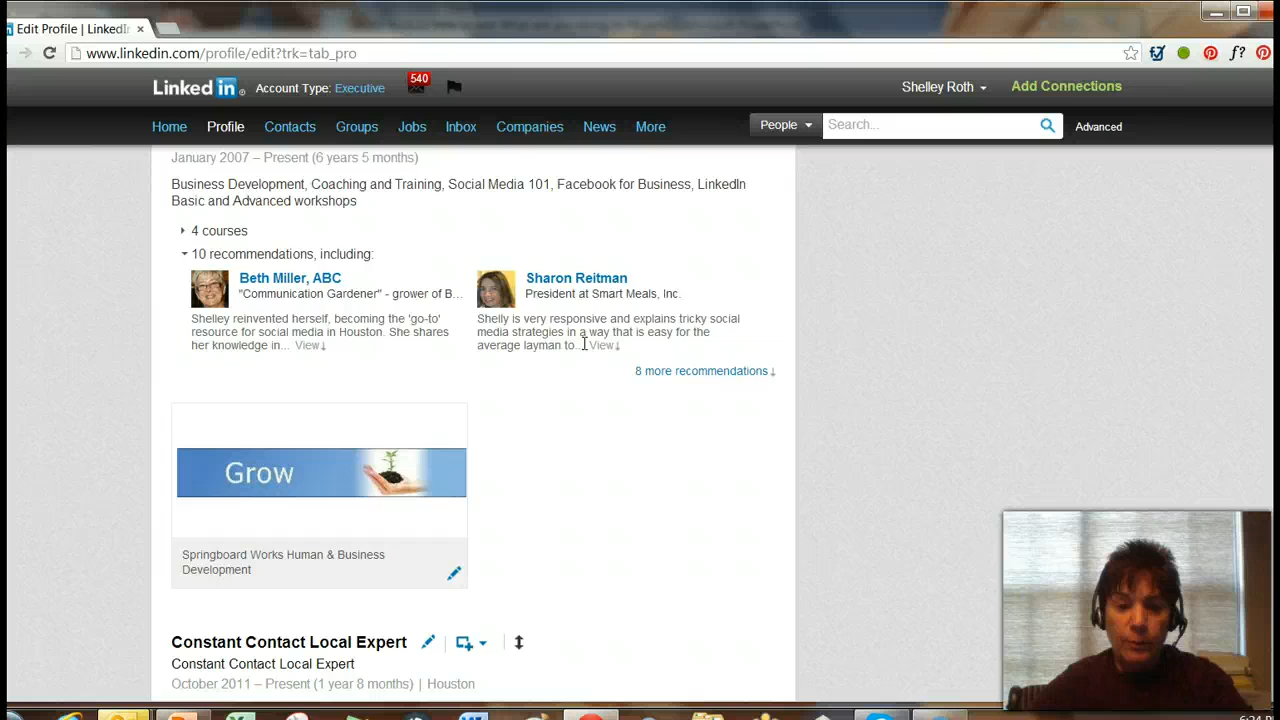 Edit Profile | LinkedIn
www.linkedin.com/profile/edit?trk=tab_pro
f?
540
Linked in Account Type: Executive Shelley Roth Add Connections
Home Profile Contacts Groups Jobs Inbox Companies News More People Search... Advanced
January 2007 – Present (6 years 5 months)
Business Development, Coaching and Training, Social Media 101, Facebook for Business, LinkedIn
Basic and Advanced workshops
4 courses
10 recommendations, including:
Beth Miller, ABC
"Communication Gardener" - grower of B...
Shelley reinvented herself, becoming the 'go-to'
resource for social media in Houston. She shares
her knowledge in... View↓
Sharon Reitman
President at Smart Meals, Inc.
Shelly is very responsive and explains tricky social
media strategies in a way that is easy for the
average layman to... View↓
8 more recommendations↓
Grow
Springboard Works Human & Business
Development
Constant Contact Local Expert
Constant Contact Local Expert
October 2011 – Present (1 year 8 months) | Houston